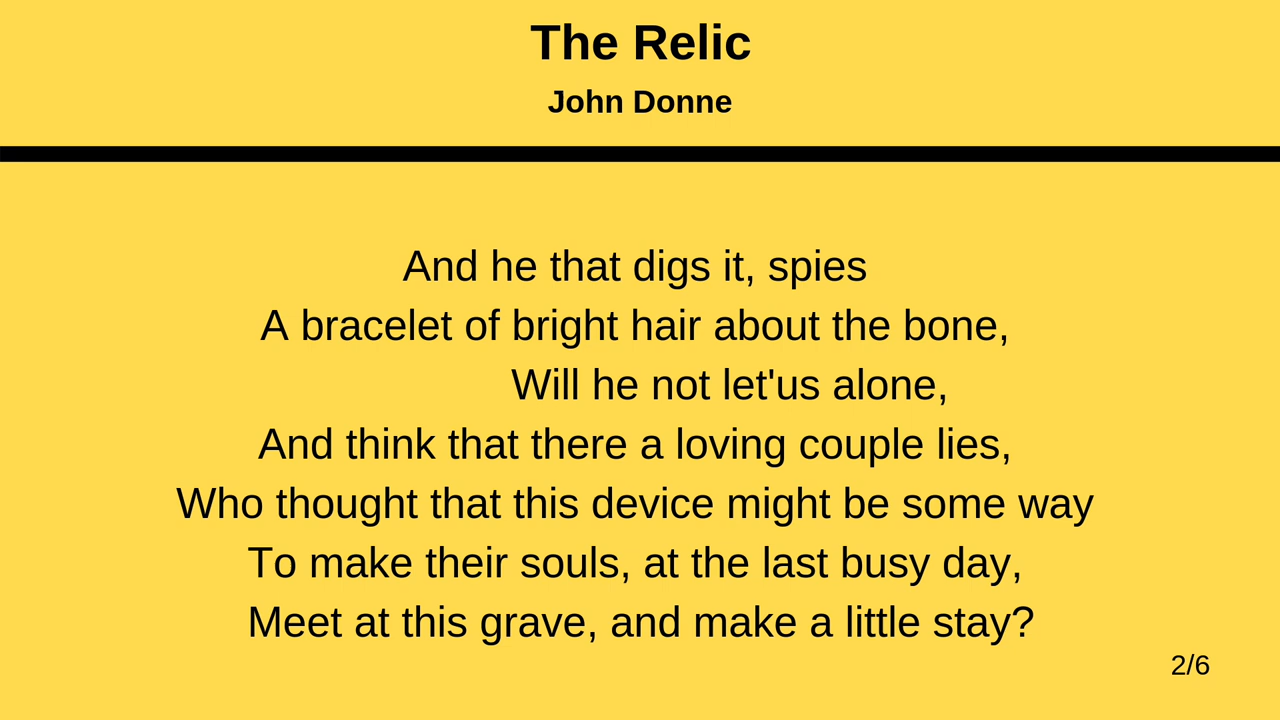 The Relic
John Donne
And he that digs it, spies
A bracelet of bright hair about the bone,
Will he not let'us alone,
And think that there a loving couple lies,
Who thought that this device might be some way
To make their souls, at the last busy day,
Meet at this grave, and make a little stay?
2/6